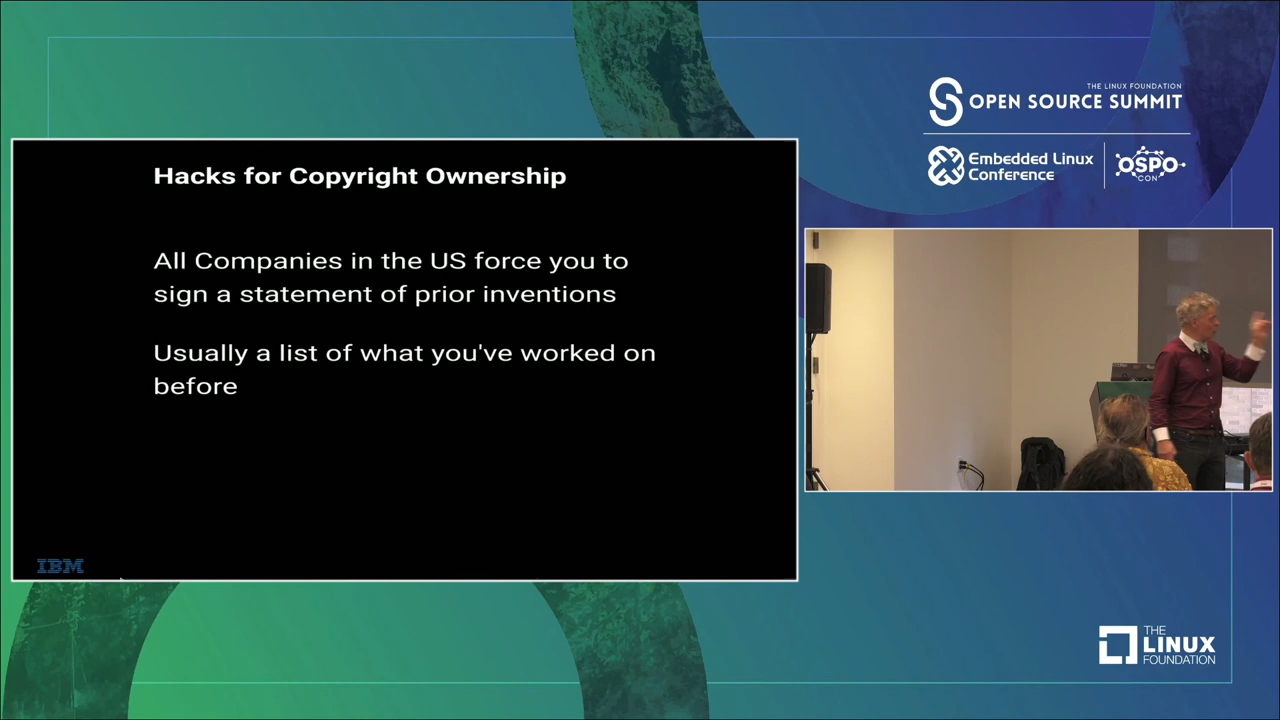 THE LINUX FOUNDATION
OPEN SOURCE SUMMIT
Embedded Linux
Conference
OSPO
CON
Hacks for Copyright Ownership
All Companies in the US force you to
sign a statement of prior inventions
Usually a list of what you've worked on
before
IBM
THE
LINUX
FOUNDATION